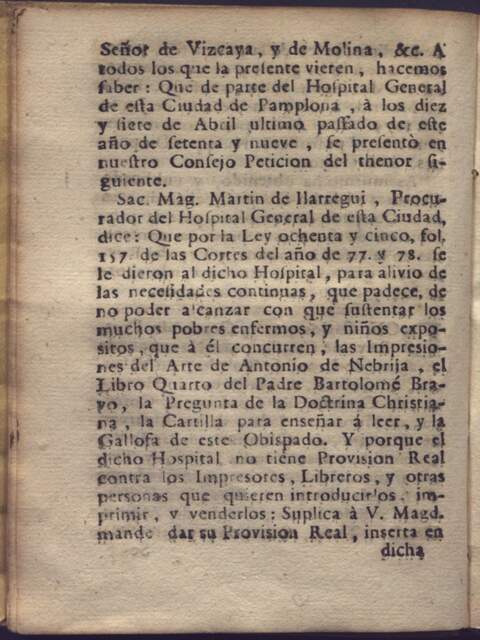 Señor de Vizcaya, y de Molina, &c. A
todos los que la presente vieren, hacemos
saber: Que de parte del Hospital General
de esta Ciudad de Pamplona, à los diez
y siete de Abril ultimo passado de este
año de setenta y nueve, se presentò en
nuestro Consejo Peticion del thenor si-
guiente.
Sac. Mag. Martin de Ilarregui, Procu-
rador del Hospital General de esta Ciudad,
dice: Que por la Ley ochenta y cinco, fol.
157. de las Cortes del año de 77. y 78. se
le dieron al dicho Hospital, para alivio de
las necesidades continuas, que padece, de
no poder alcanzar con que sustentar los
muchos pobres enfermos, y niños expo-
sitos, que à él concurren, las Impresio-
nes del Arte de Antonio de Nebrija, el
Libro Quarto del Padre Bartolomé Bra-
vo, la Pregunta de la Doctrina Christia-
na, la Cartilla para enseñar á leer, y la
Gallofa de este Obispado. Y porque el
dicho Hospital no tiene Provision Real
contra los Impresores, Libreros, y otras
personas que quieren introducirlos, im-
primir, y venderlos: Suplica à V. Magd.
mande dar su Provision Real, inserta en
dicha